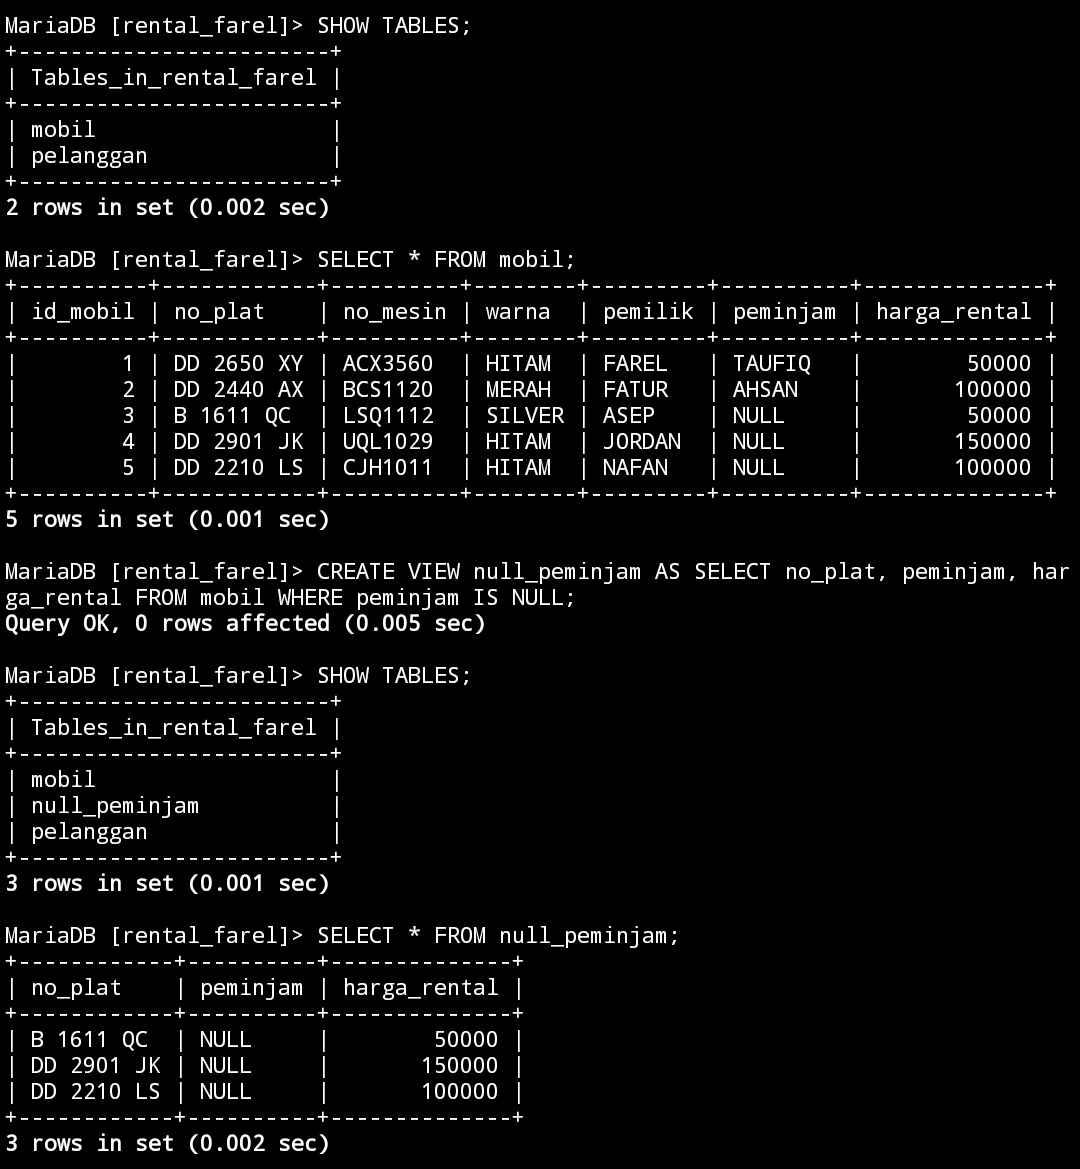 MariaDB [rental_farel]> SHOW TABLES;
+------------------------+
| Tables_in_rental_farel |
+------------------------+
| mobil                  |
| pelanggan              |
+------------------------+
2 rows in set (0.002 sec)

MariaDB [rental_farel]> SELECT * FROM mobil;
+----------+------------+----------+--------+---------+----------+--------------+
| id_mobil | no_plat    | no_mesin | warna  | pemilik | peminjam | harga_rental |
+----------+------------+----------+--------+---------+----------+--------------+
|        1 | DD 2650 XY | ACX3560  | HITAM  | FAREL   | TAUFIQ   |        50000 |
|        2 | DD 2440 AX | BCS1120  | MERAH  | FATUR   | AHSAN    |       100000 |
|        3 | B 1611 QC  | LSQ1112  | SILVER | ASEP    | NULL     |        50000 |
|        4 | DD 2901 JK | UQL1029  | HITAM  | JORDAN  | NULL     |       150000 |
|        5 | DD 2210 LS | CJH1011  | HITAM  | NAFAN   | NULL     |       100000 |
+----------+------------+----------+--------+---------+----------+--------------+
5 rows in set (0.001 sec)

MariaDB [rental_farel]> CREATE VIEW null_peminjam AS SELECT no_plat, peminjam, har
ga_rental FROM mobil WHERE peminjam IS NULL;
Query OK, 0 rows affected (0.005 sec)

MariaDB [rental_farel]> SHOW TABLES;
+------------------------+
| Tables_in_rental_farel |
+------------------------+
| mobil                  |
| null_peminjam          |
| pelanggan              |
+------------------------+
3 rows in set (0.001 sec)

MariaDB [rental_farel]> SELECT * FROM null_peminjam;
+------------+----------+--------------+
| no_plat    | peminjam | harga_rental |
+------------+----------+--------------+
| B 1611 QC  | NULL     |        50000 |
| DD 2901 JK | NULL     |       150000 |
| DD 2210 LS | NULL     |       100000 |
+------------+----------+--------------+
3 rows in set (0.002 sec)